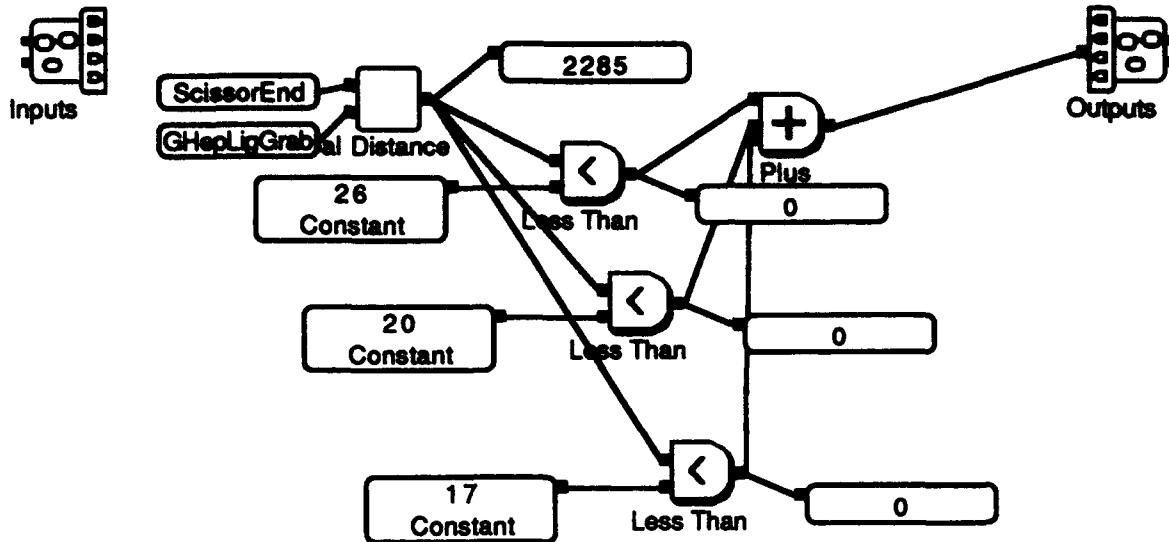 Inputs
ScissorEnd
GHepLigGrab
al Distance
2285
Outputs
+
Plus
<
Less Than
26
Constant
0
<
Less Than
20
Constant
0
<
Less Than
17
Constant
0